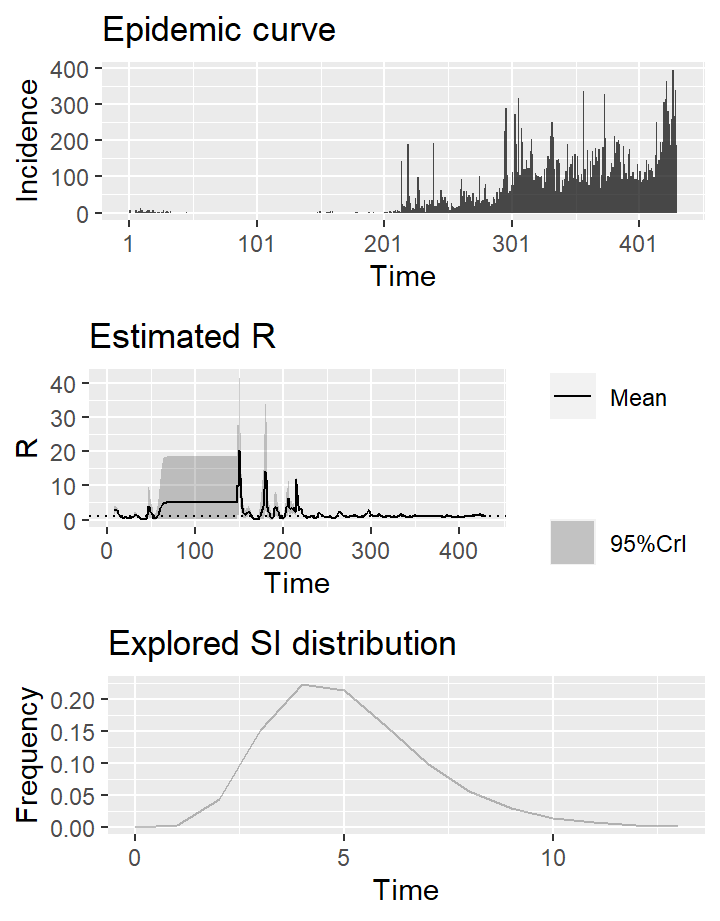 Epidemic curve
400
300
200
100
0
Incidence
1 101 201 301 401
Time
Estimated R
40
30
20
10
0
R
0 100 200 300 400
Time
Mean
95%CrI
Explored SI distribution
0.20
0.15
0.10
0.05
0.00
Frequency
0 5 10
Time